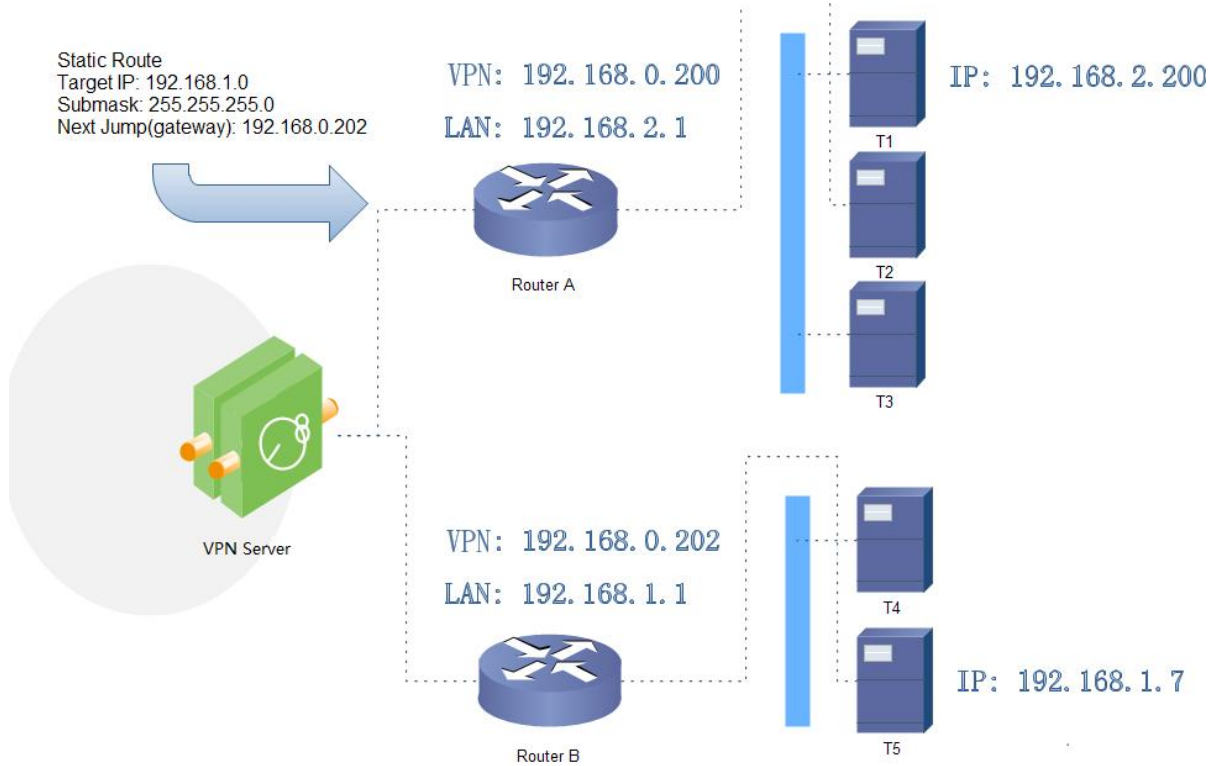 Static Route
Target IP: 192.168.1.0
Submask: 255.255.255.0
Next Jump(gateway): 192.168.0.202
VPN: 192.168.0.200
LAN: 192.168.2.1
Router A
T1
IP: 192.168.2.200
T2
T3
VPN Server
VPN: 192.168.0.202
LAN: 192.168.1.1
Router B
T4
IP: 192.168.1.7
T5